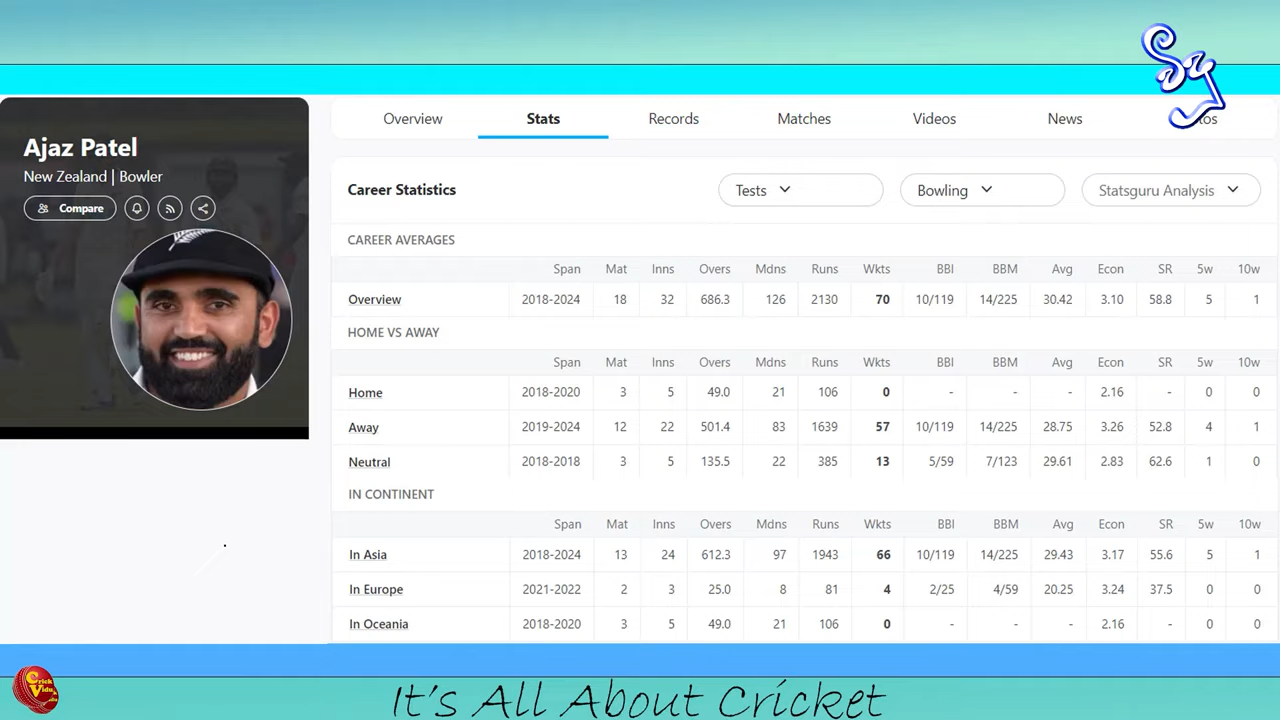 Overview Stats Records Matches Videos News tos
Ajaz Patel
New Zealand | Bowler
Compare
Career Statistics Tests Bowling Statsguru Analysis
CAREER AVERAGES
Span Mat Inns Overs Mdns Runs Wkts BBI BBM Avg Econ SR 5w 10w
Overview 2018-2024 18 32 686.3 126 2130 70 10/119 14/225 30.42 3.10 58.8 5 1
HOME VS AWAY
Span Mat Inns Overs Mdns Runs Wkts BBI BBM Avg Econ SR 5w 10w
Home 2018-2020 3 5 49.0 21 106 0 - - - 2.16 - 0 0
Away 2019-2024 12 22 501.4 83 1639 57 10/119 14/225 28.75 3.26 52.8 4 1
Neutral 2018-2018 3 5 135.5 22 385 13 5/59 7/123 29.61 2.83 62.6 1 0
IN CONTINENT
Span Mat Inns Overs Mdns Runs Wkts BBI BBM Avg Econ SR 5w 10w
In Asia 2018-2024 13 24 612.3 97 1943 66 10/119 14/225 29.43 3.17 55.6 5 1
In Europe 2021-2022 2 3 25.0 8 81 4 2/25 4/59 20.25 3.24 37.5 0 0
In Oceania 2018-2020 3 5 49.0 21 106 0 - - - 2.16 - 0 0
Crick
Vidu
It's All About Cricket